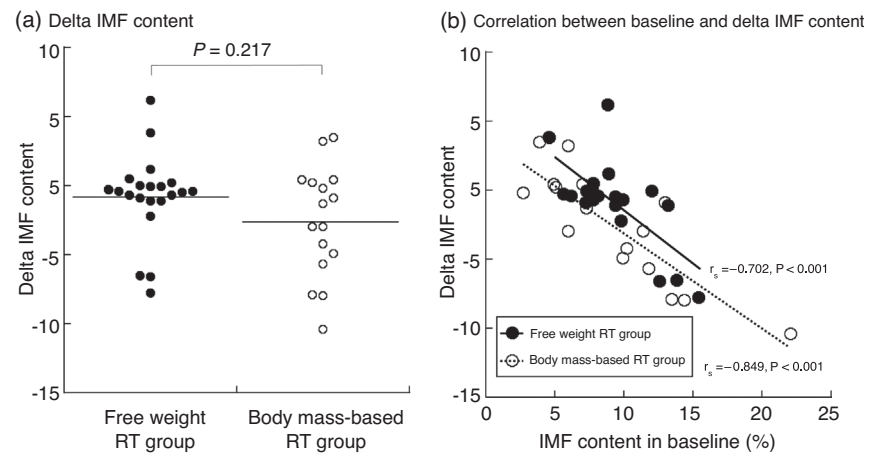 (a) Delta IMF content
P = 0.217
10
5
5
-5
-10
-15
Delta IMF content
Free weight
RT group
Body mass-based
RT group
(b) Correlation between baseline and delta IMF content
10
5
5
-5
-10
-15
Delta IMF content
r s =−0.702, P < 0.001
Free weight RT group
Body mass-based RT group
r s =−0.849, P < 0.001
0 5 10 15 20 25
IMF content in baseline (%)